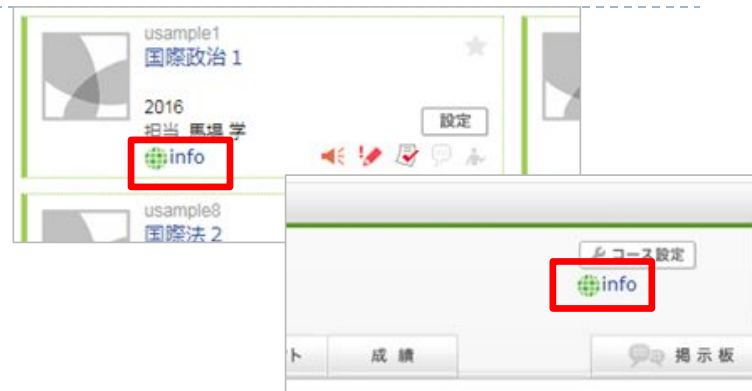 usample1
国際政治 1
2016
担当 馬場 学
設定
info
usample8
国際法 2
コース設定
info
ト
成績
掲示板